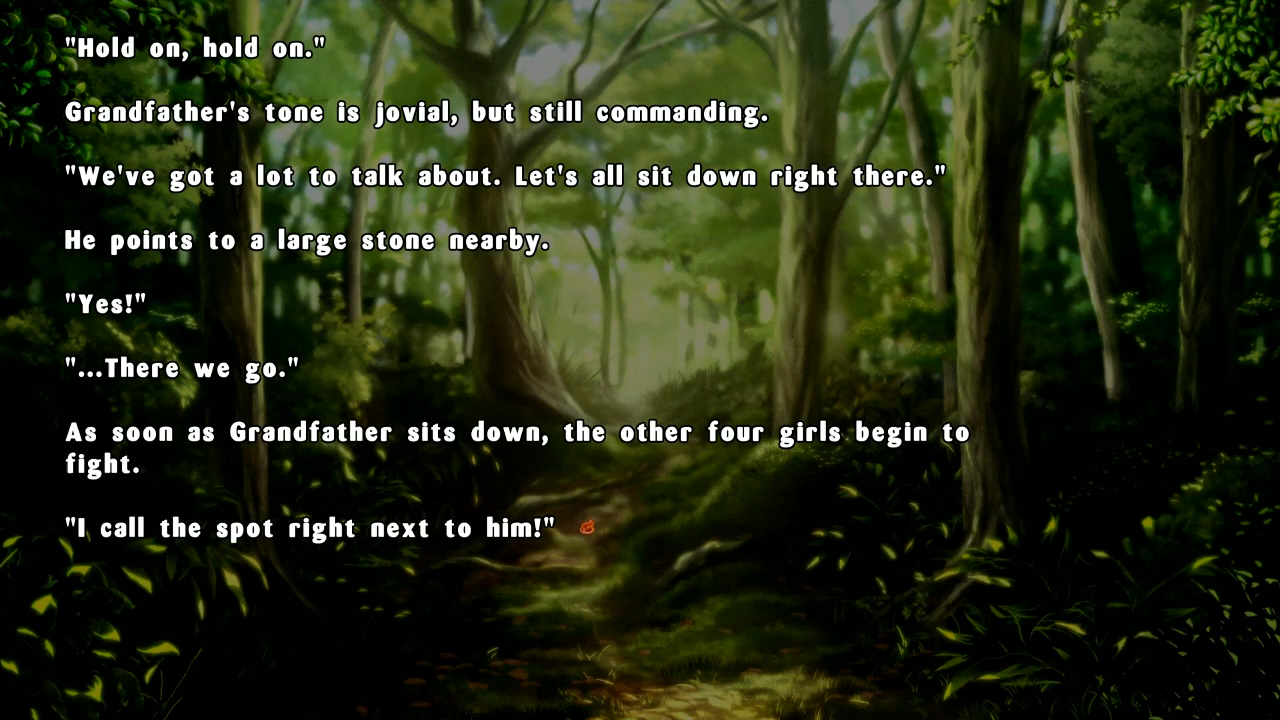 "Hold on, hold on."
Grandfather's tone is jovial, but still commanding.
"We've got a lot to talk about. Let's all sit down right there."
He points to a large stone nearby.
"Yes!"
"...There we go."
As soon as Grandfather sits down, the other four girls begin to
fight.
"I call the spot right next to him!"